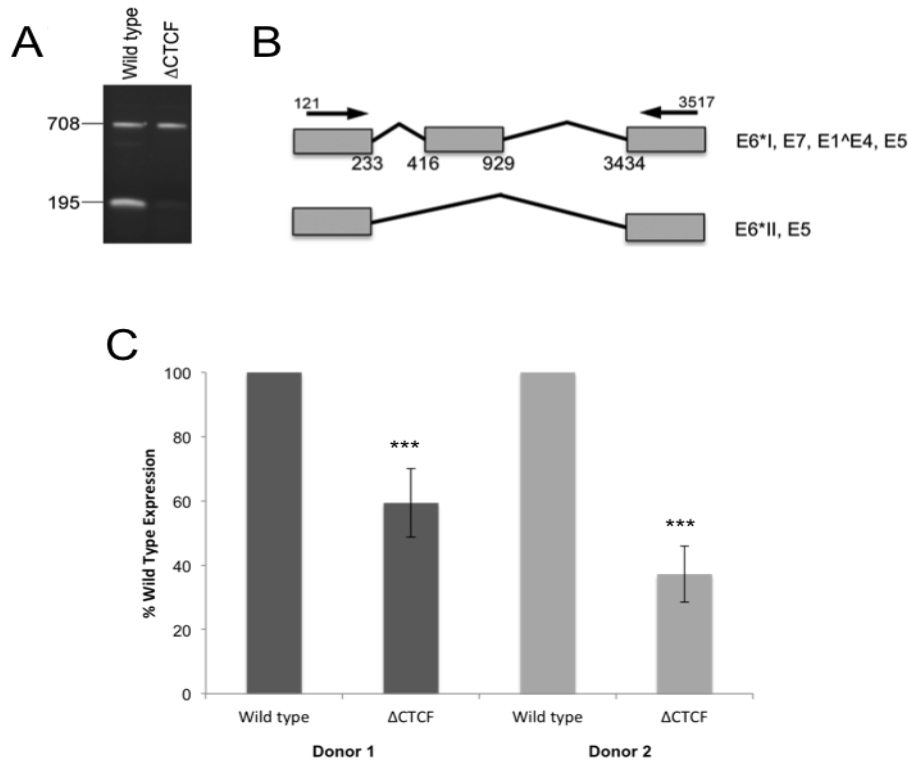 A
Wild type
ΔCTCF
708
195
B
121
3517
233
416
929
3434
E6*I, E7, E1^E4, E5
E6*II, E5
C
% Wild Type Expression
100
80
60
40
20
0
***
***
Wild type
ΔCTCF
Wild type
ΔCTCF
Donor 1
Donor 2